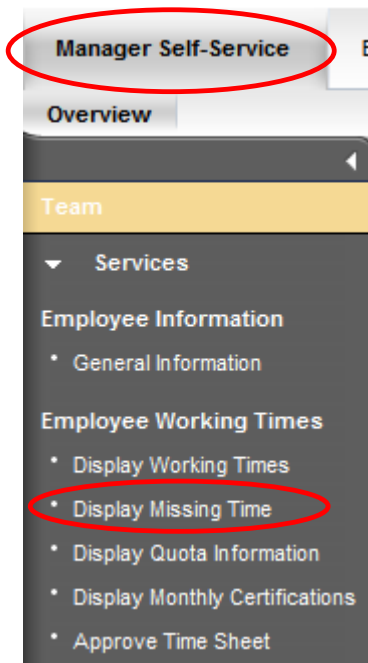 Manager Self-Service
Overview
Team
Services
Employee Information
General Information
Employee Working Times
Display Working Times
Display Missing Time
Display Quota Information
Display Monthly Certifications
Approve Time Sheet